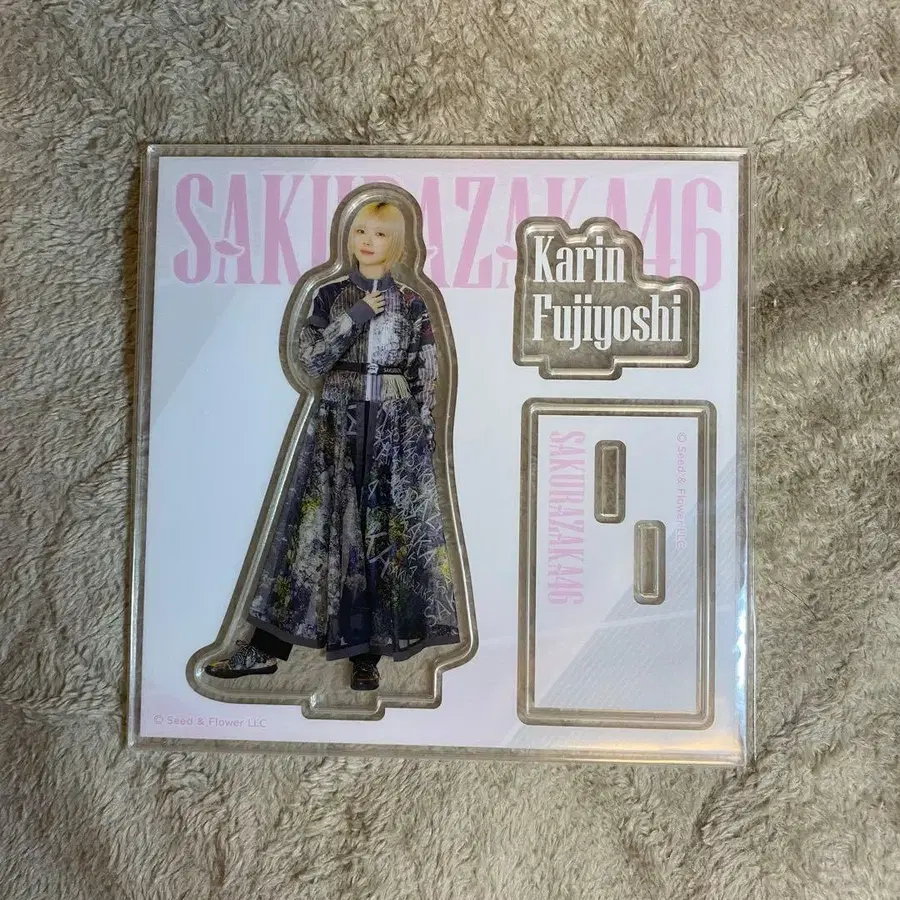 SAKURAZAKA46
Karin
Fujiyoshi
SAKURAZAKA46
© Seed & Flower LLC
© Seed & Flower LLC